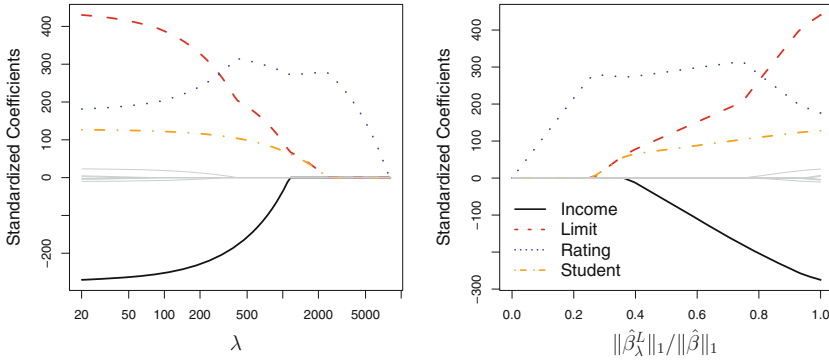 Standardized Coefficients
400
300
200
100
0
−200
20 50 100 200 500 2000 5000
λ
Standardized Coefficients
400
300
200
100
0
−100
−300
Income
Limit
Rating
Student
0.0 0.2 0.4 0.6 0.8 1.0
‖β̂λᴸ‖₁/‖β̂‖₁